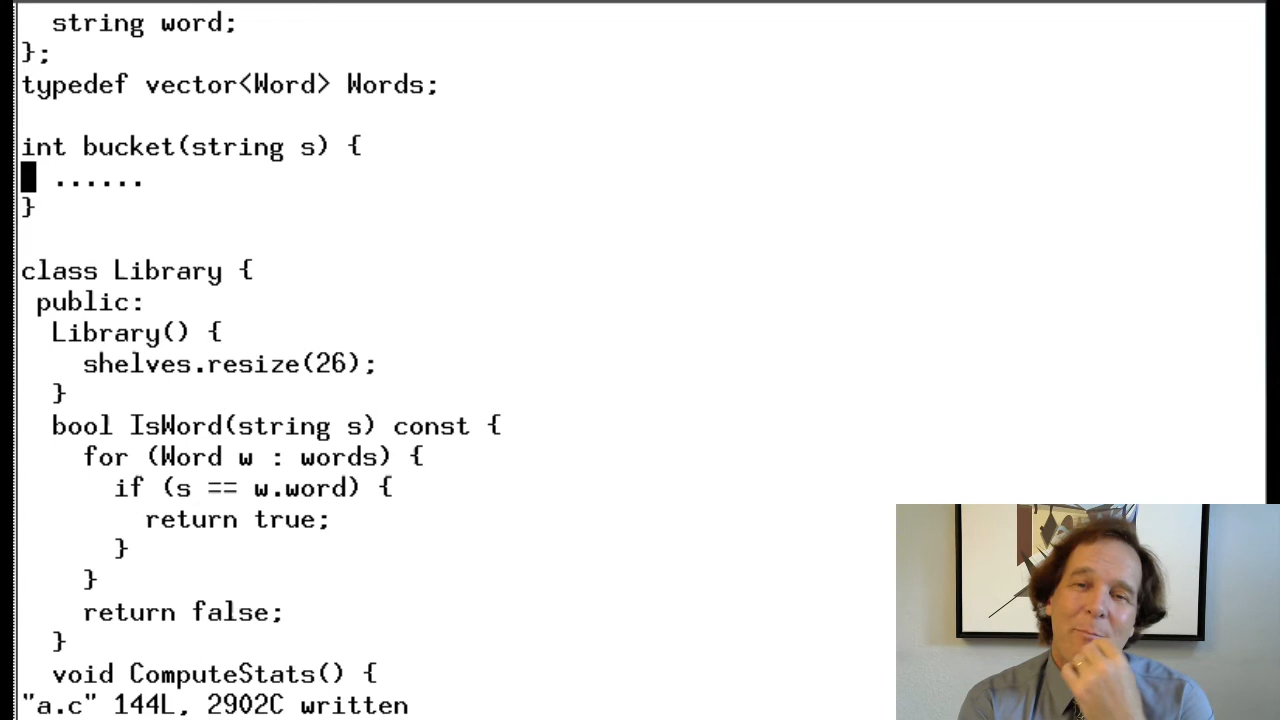 string word;
};
typedef vector<Word> Words;

int bucket(string s) {
  ......
}

class Library {
 public:
  Library() {
    shelves.resize(26);
  }
  bool IsWord(string s) const {
    for (Word w : words) {
      if (s == w.word) {
        return true;
      }
    }
    return false;
  }
  void ComputeStats() {
"a.c" 144L, 2902C written